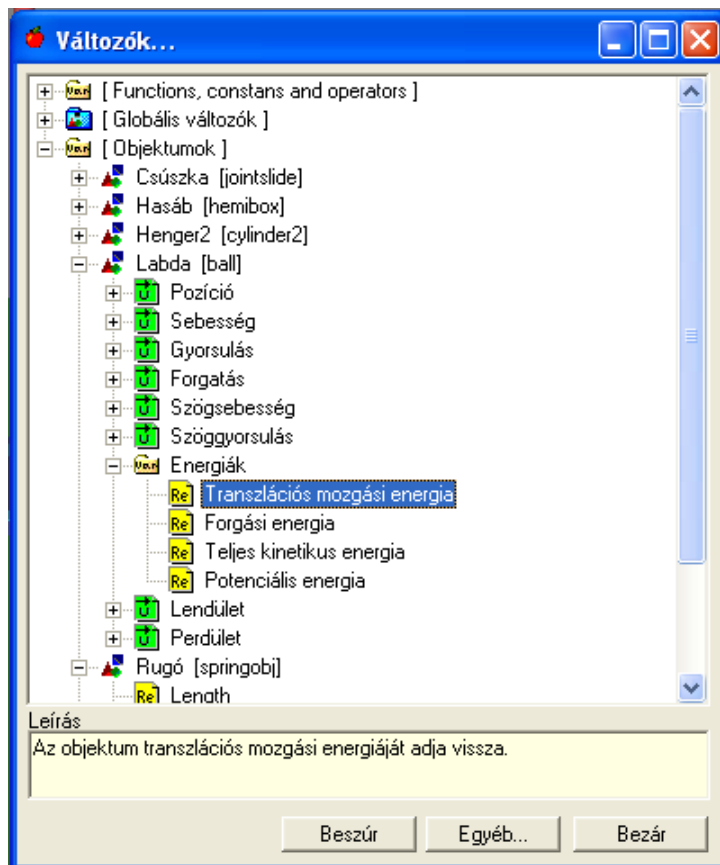 Változók...
[ Functions, constans and operators ]
[ Globális változók ]
[ Objektumok ]
Csúszka [jointslide]
Hasáb [hemibox]
Henger2 [cylinder2]
Labda [ball]
Pozíció
Sebesség
Gyorsulás
Forgatás
Szögsebesség
Szöggyorsulás
Energiák
Transzlációs mozgási energia
Forgási energia
Teljes kinetikus energia
Potenciális energia
Lendület
Perdület
Rugó [springobj]
Length
Leírás
Az objektum transzlációs mozgási energiáját adja vissza.
Beszúr Egyéb... Bezár